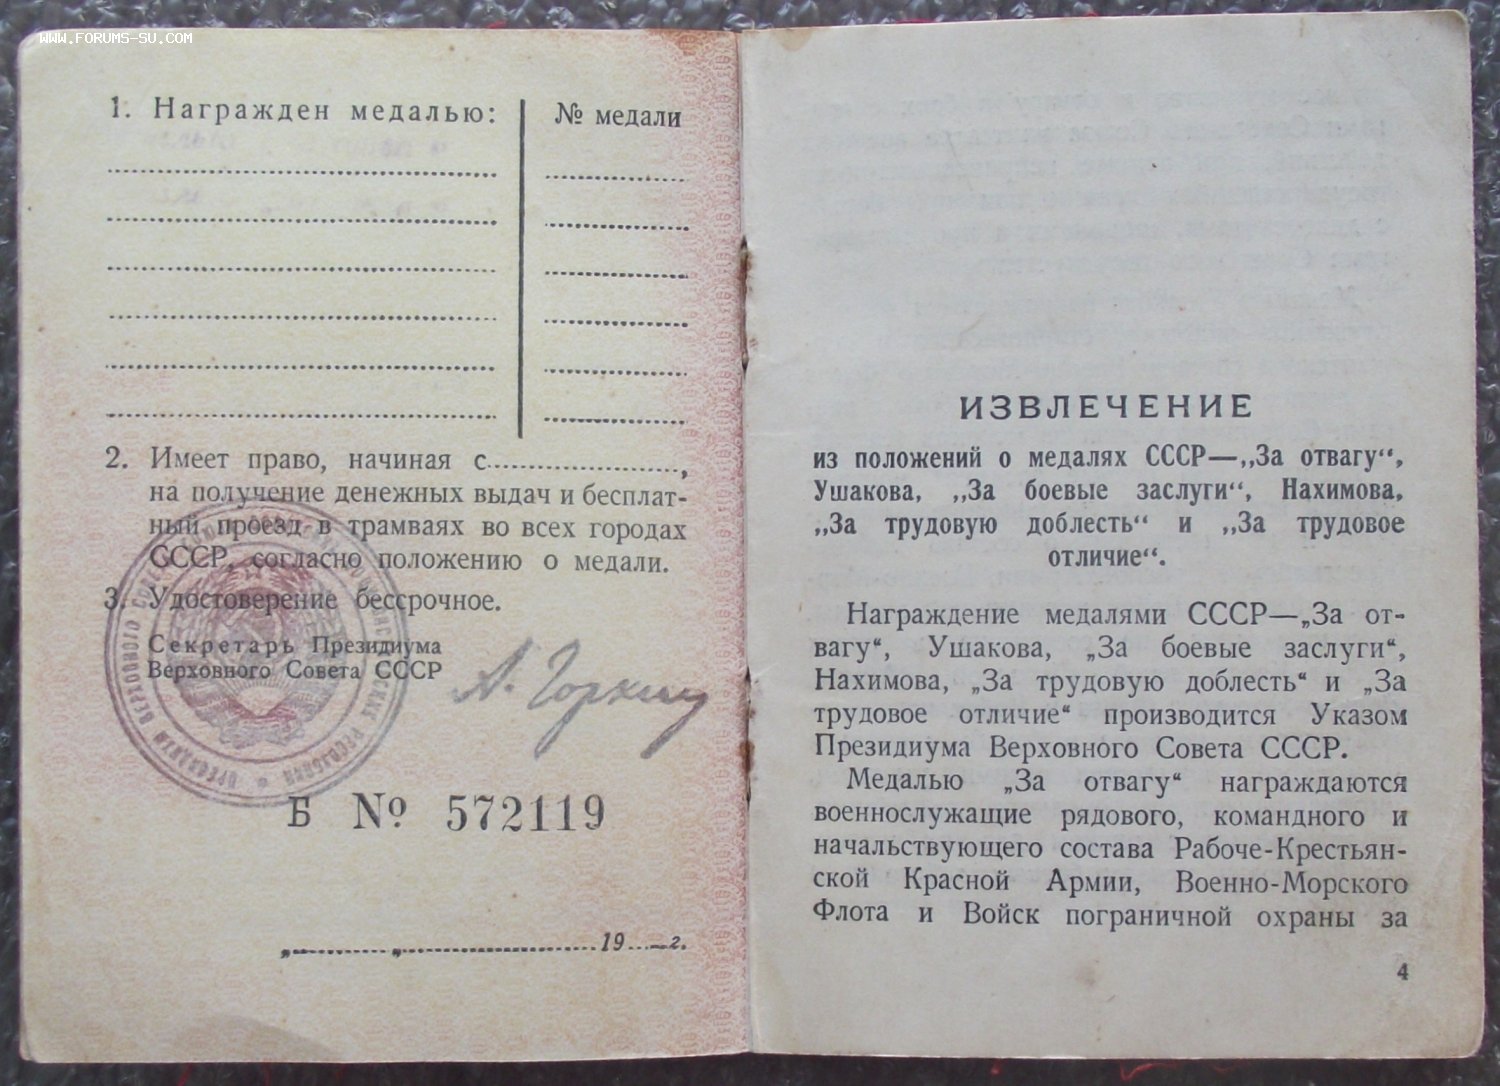 WWW.FORUMS-SU.COM
1. Награжден медалью:
№ медали
2. Имеет право, начиная с....................,
на получение денежных выдач и бесплат-
ный проезд в трамваях во всех городах
СССР, согласно положению о медали.
3. Удостоверение бессрочное.
Секретарь Президиума
Верховного Совета СССР
А. Горкин
Б № 572119
„..........„....................19....г.
ИЗВЛЕЧЕНИЕ
из положений о медалях СССР—„За отвагу“,
Ушакова, „За боевые заслуги“, Нахимова,
„За трудовую доблесть“ и „За трудовое
отличие“.
Награждение медалями СССР—„За от-
вагу“, Ушакова, „За боевые заслуги“,
Нахимова, „За трудовую доблесть“ и „За
трудовое отличие“ производится Указом
Президиума Верховного Совета СССР.
Медалью „За отвагу“ награждаются
военнослужащие рядового, командного и
начальствующего состава Рабоче-Крестьян-
ской Красной Армии, Военно-Морского
Флота и Войск пограничной охраны за
4